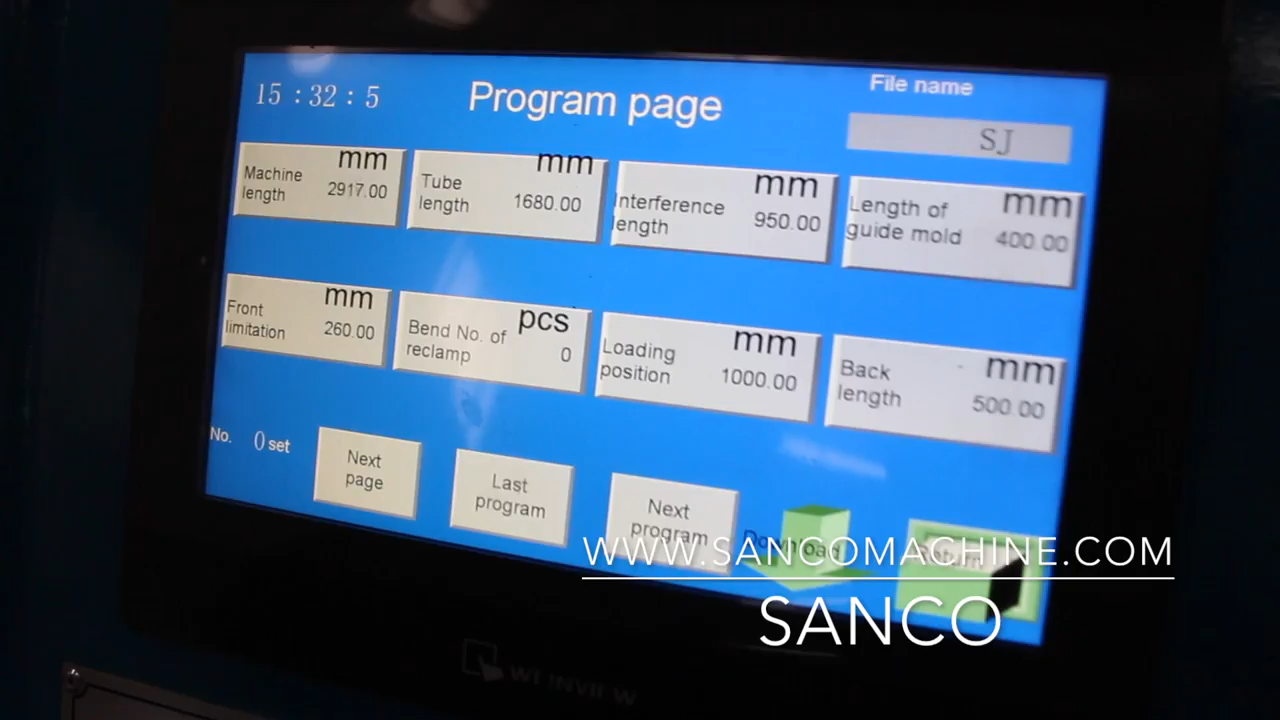 15 : 32 : 5
Program page
File name
SJ
Machine length
mm
2917.00
Tube length
mm
1680.00
Interference length
mm
950.00
Length of guide mold
mm
400.00
Front limitation
mm
260.00
Bend No. of reclamp
pcs
0
Loading position
mm
1000.00
Back length
mm
500.00
No. 0 set
Next page
Last program
Next program
Download
Return
WWW.SANCOMACHINE.COM
SANCO
WEINVIEW